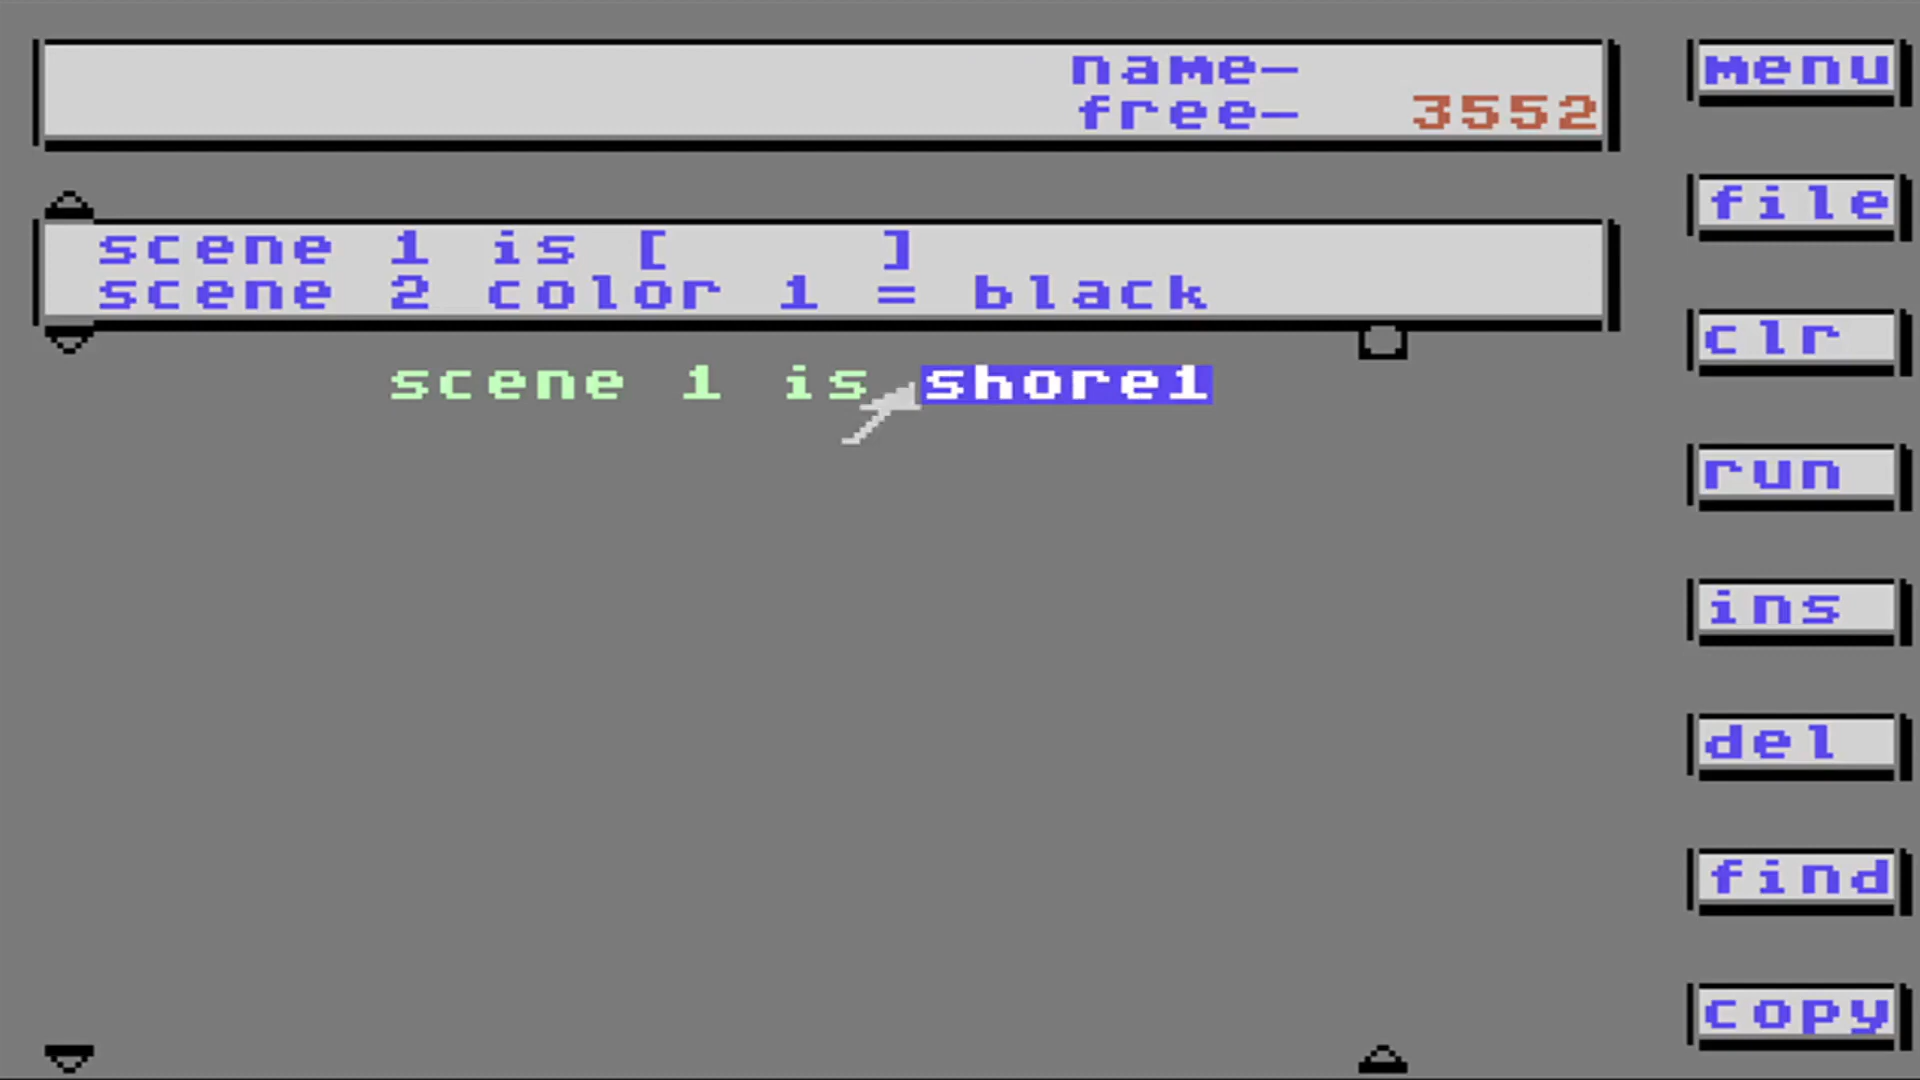 name-
free- 3552
scene 1 is [ ]
scene 2 color 1 = black
scene 1 is shore1
menu
file
clr
run
ins
del
find
copy